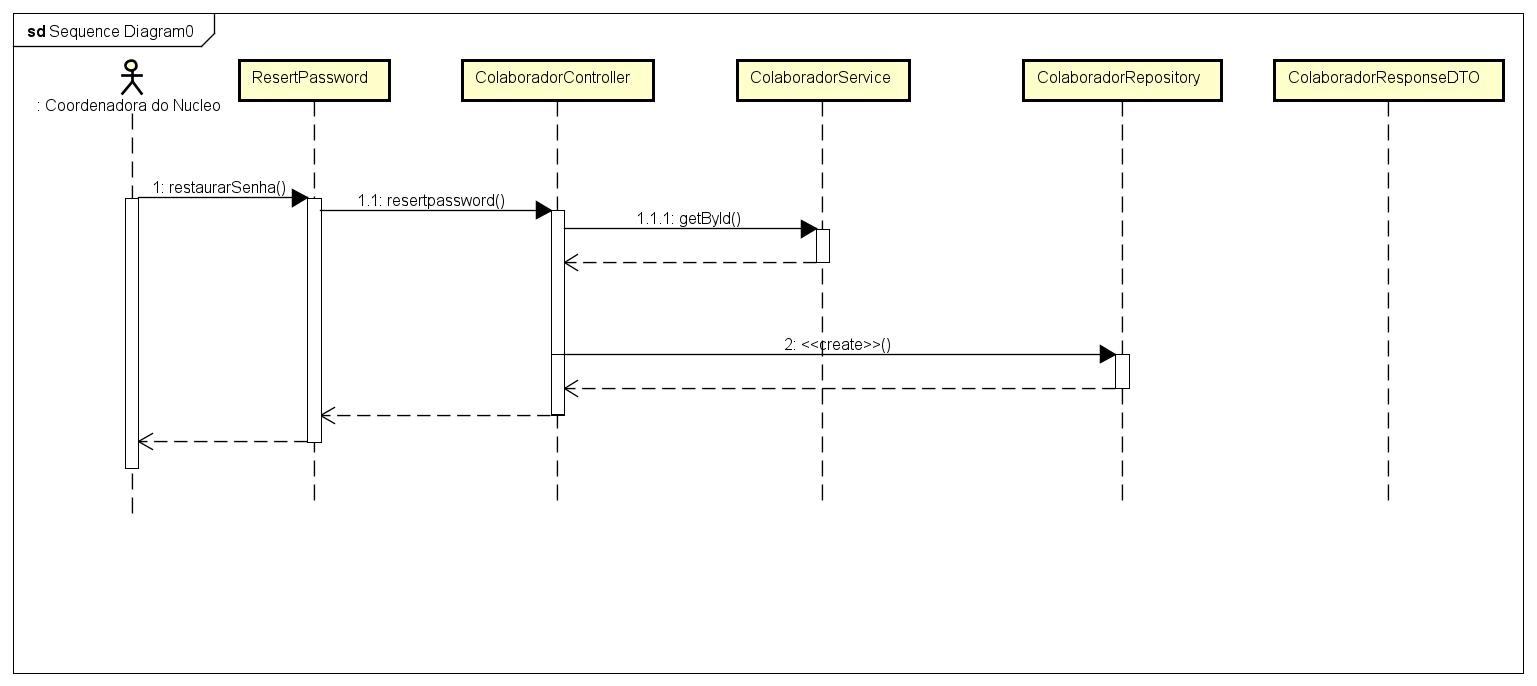 sd Sequence Diagram0
: Coordenadora do Nucleo
ResertPassword
ColaboradorController
ColaboradorService
ColaboradorRepository
ColaboradorResponseDTO
1: restaurarSenha()
1.1: resertpassword()
1.1.1: getById()
2: <<create>>()